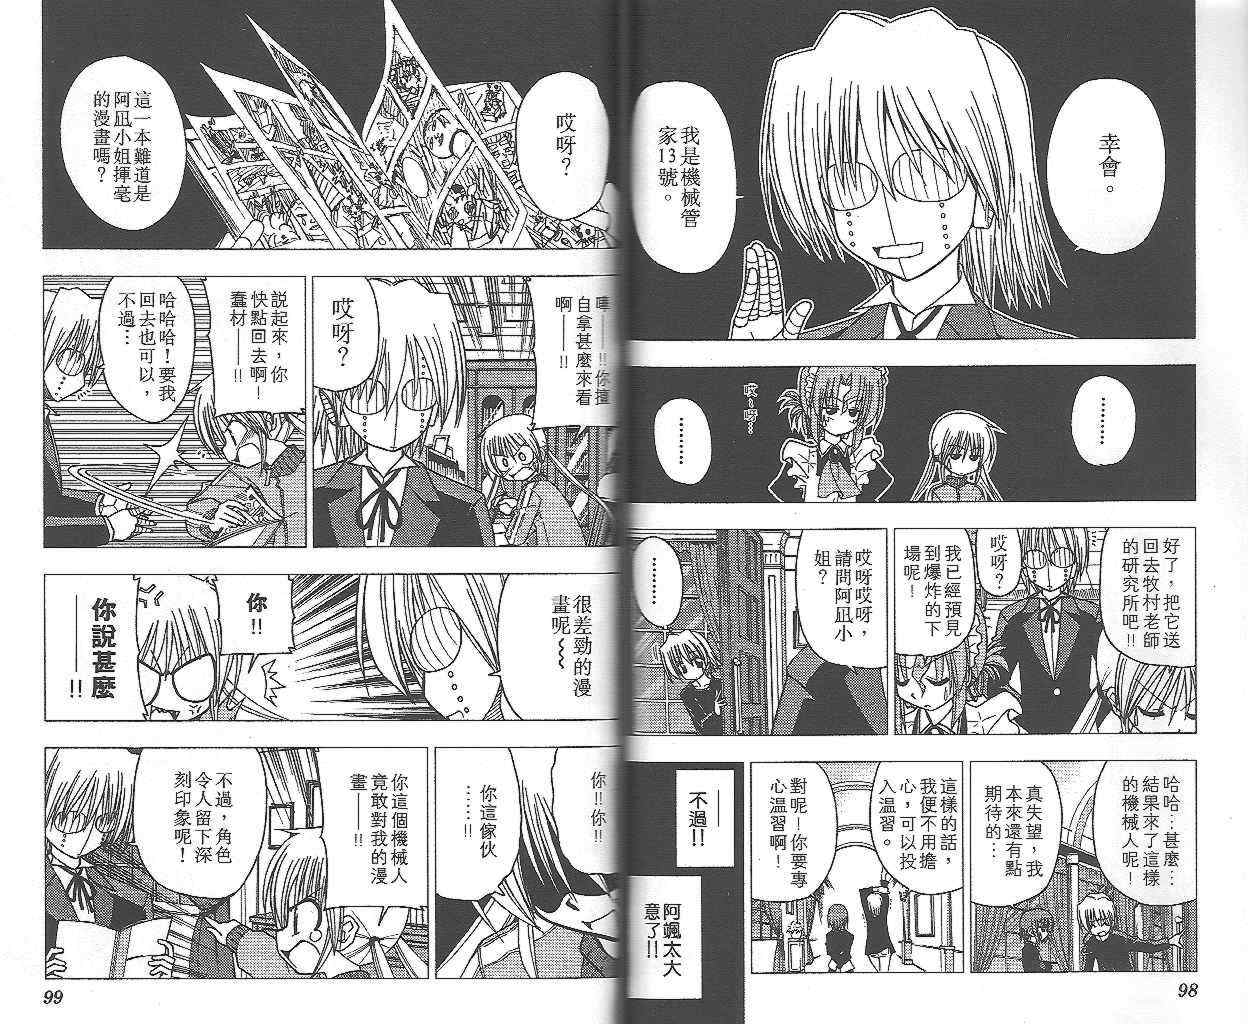 幸會。
我是機械管
家13號。
⋯⋯⋯
哎~呀⋯
⋯⋯⋯
好了，把它送
回去牧村老師
的研究所吧!!
哎呀?
我已經預見
到爆炸的下
場呢!
哎呀哎呀，
請問阿凪小
姐?
⋯⋯⋯
哈哈⋯甚麼⋯
結果來了這樣
的機械人呢!
真失望，我
本來還有點
期待的⋯
這樣的話，
我便不用擔
心，可以投
入溫習。
對呢!你要專
心溫習啊!
——
不過!!
阿颯太大
意了!!
98
哎呀?
這一本難道是
阿凪小姐揮毫
的漫畫嗎?
自拿甚麼來看
啊——!!
哎呀?
說起來，你
快點回去啊!
蠢材——!!
哈哈哈!要我
回去也可以，
不過⋯
很差勁的漫
畫呢~~
你!!
你說甚麼
——!!
你!!你!!
你這傢伙
⋯⋯!!
你這個機械人
竟敢對我的漫
畫——!!
不過，角色
令人留下深
刻印象呢!
99